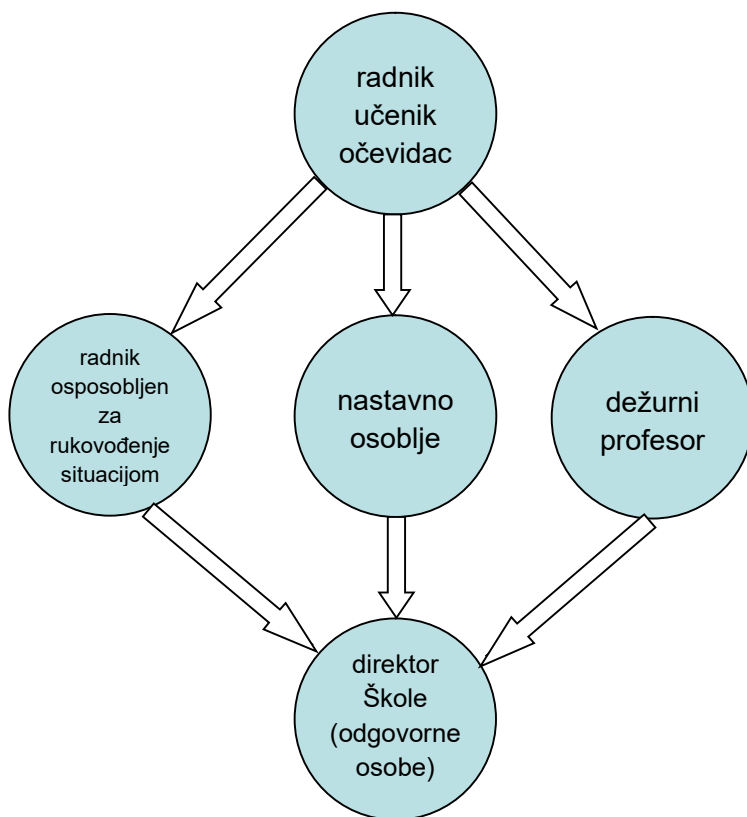 radnik
učenik
očevidac
radnik
osposobljen
za
rukovođenje
situacijom
nastavno
osoblje
dežurni
profesor
direktor
Škole
(odgovorne
osobe)